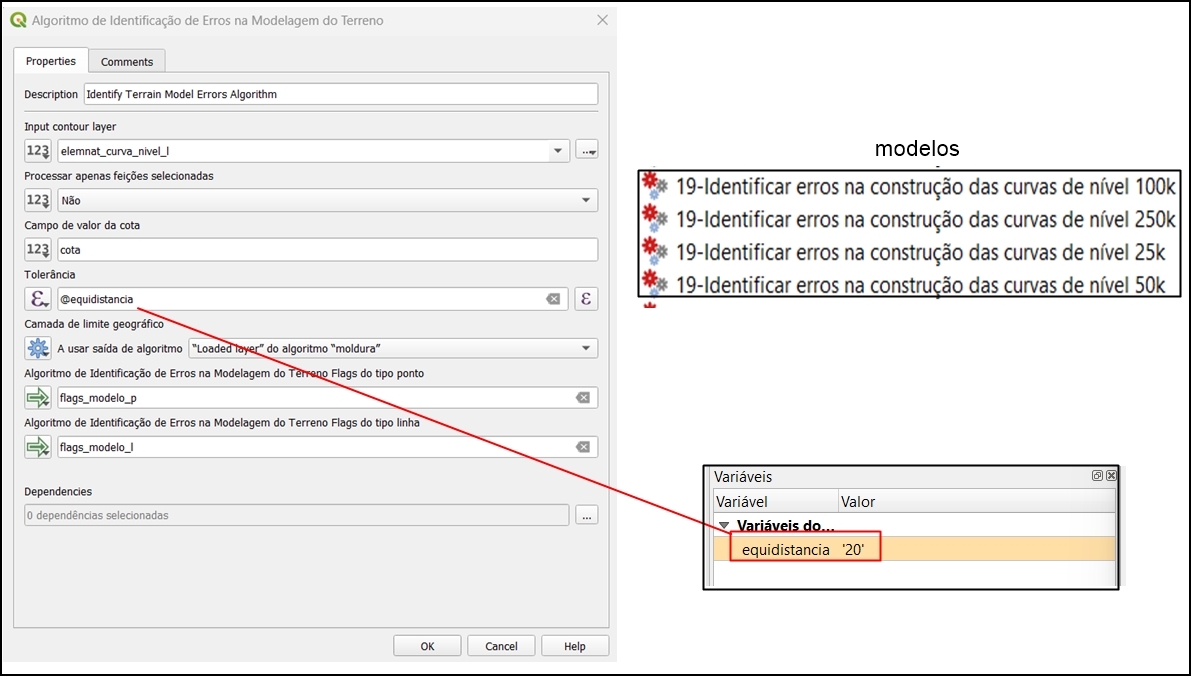 Algoritmo de Identificação de Erros na Modelagem do Terreno
Properties
Comments
Description
Identify Terrain Model Errors Algorithm
Input contour layer
123
elemnat_curva_nivel_l
...
Processar apenas feições selecionadas
123
Não
Campo de valor da cota
123
cota
Tolerância
ε
@equidistancia
ε
Camada de limite geográfico
A usar saída de algoritmo
“Loaded layer” do algoritmo “moldura”
Algoritmo de Identificação de Erros na Modelagem do Terreno Flags do tipo ponto
flags_modelo_p
Algoritmo de Identificação de Erros na Modelagem do Terreno Flags do tipo linha
flags_modelo_l
Dependencies
0 dependências selecionadas
...
OK
Cancel
Help
modelos
19-Identificar erros na construção das curvas de nível 100k
19-Identificar erros na construção das curvas de nível 250k
19-Identificar erros na construção das curvas de nível 25k
19-Identificar erros na construção das curvas de nível 50k
Variáveis
Variável Valor
Variáveis do...
equidistancia '20'